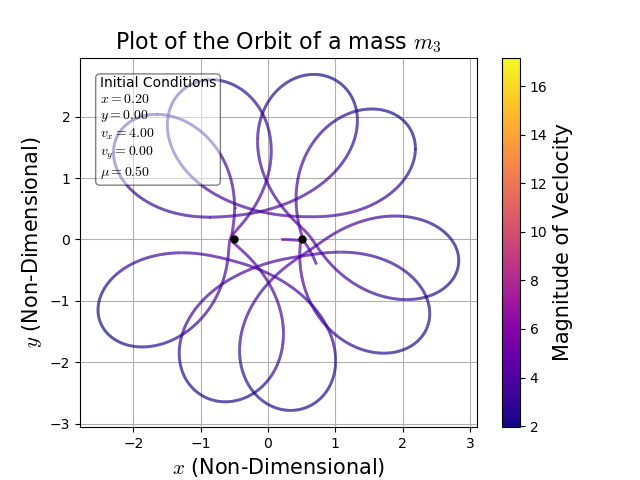 Plot of the Orbit of a mass m₃
Initial Conditions
x = 0.20
y = 0.00
vₓ = 4.00
v_y = 0.00
μ = 0.50
y (Non-Dimensional)
2
1
0
−1
−2
−3
−2
−1
0
1
2
3
x (Non-Dimensional)
16
14
12
10
8
6
4
2
Magnitude of Veclocity